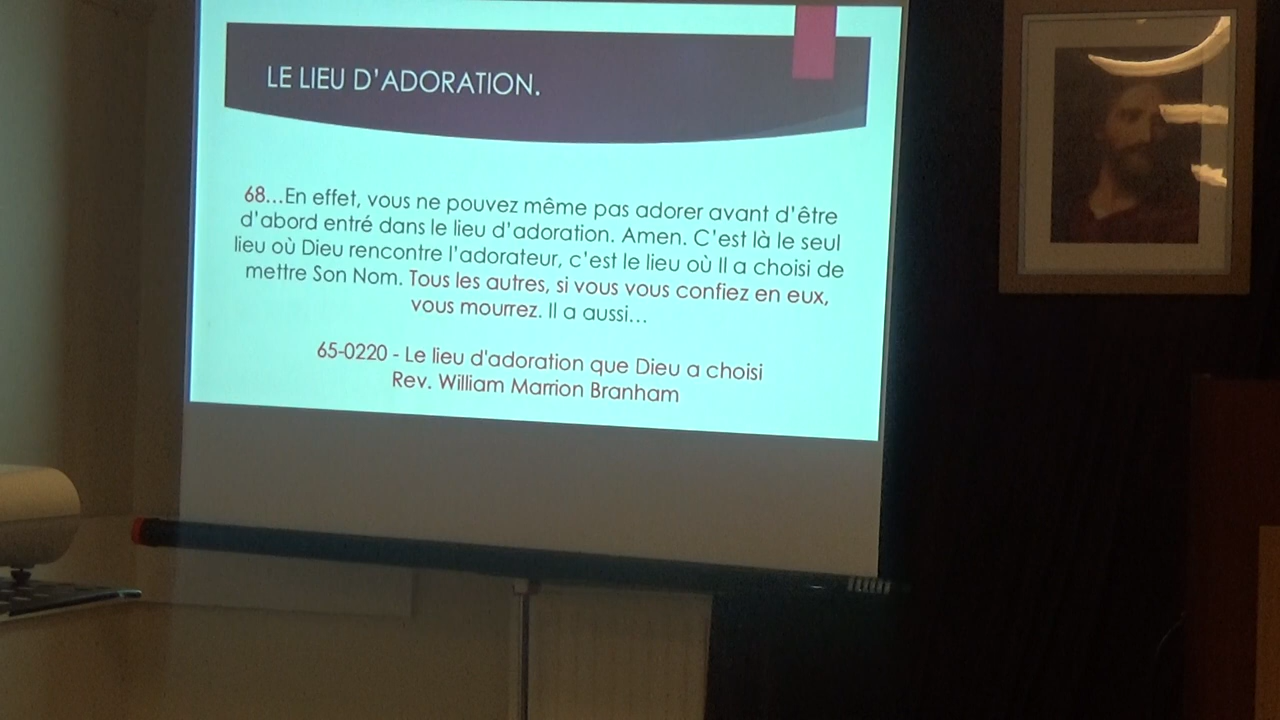 LE LIEU D'ADORATION.
68...En effet, vous ne pouvez même pas adorer avant d'être
d'abord entré dans le lieu d'adoration. Amen. C'est là le seul
lieu où Dieu rencontre l'adorateur, c'est le lieu où Il a choisi de
mettre Son Nom. Tous les autres, si vous vous confiez en eux,
vous mourrez. Il a aussi...
65-0220 - Le lieu d'adoration que Dieu a choisi
Rev. William Marrion Branham